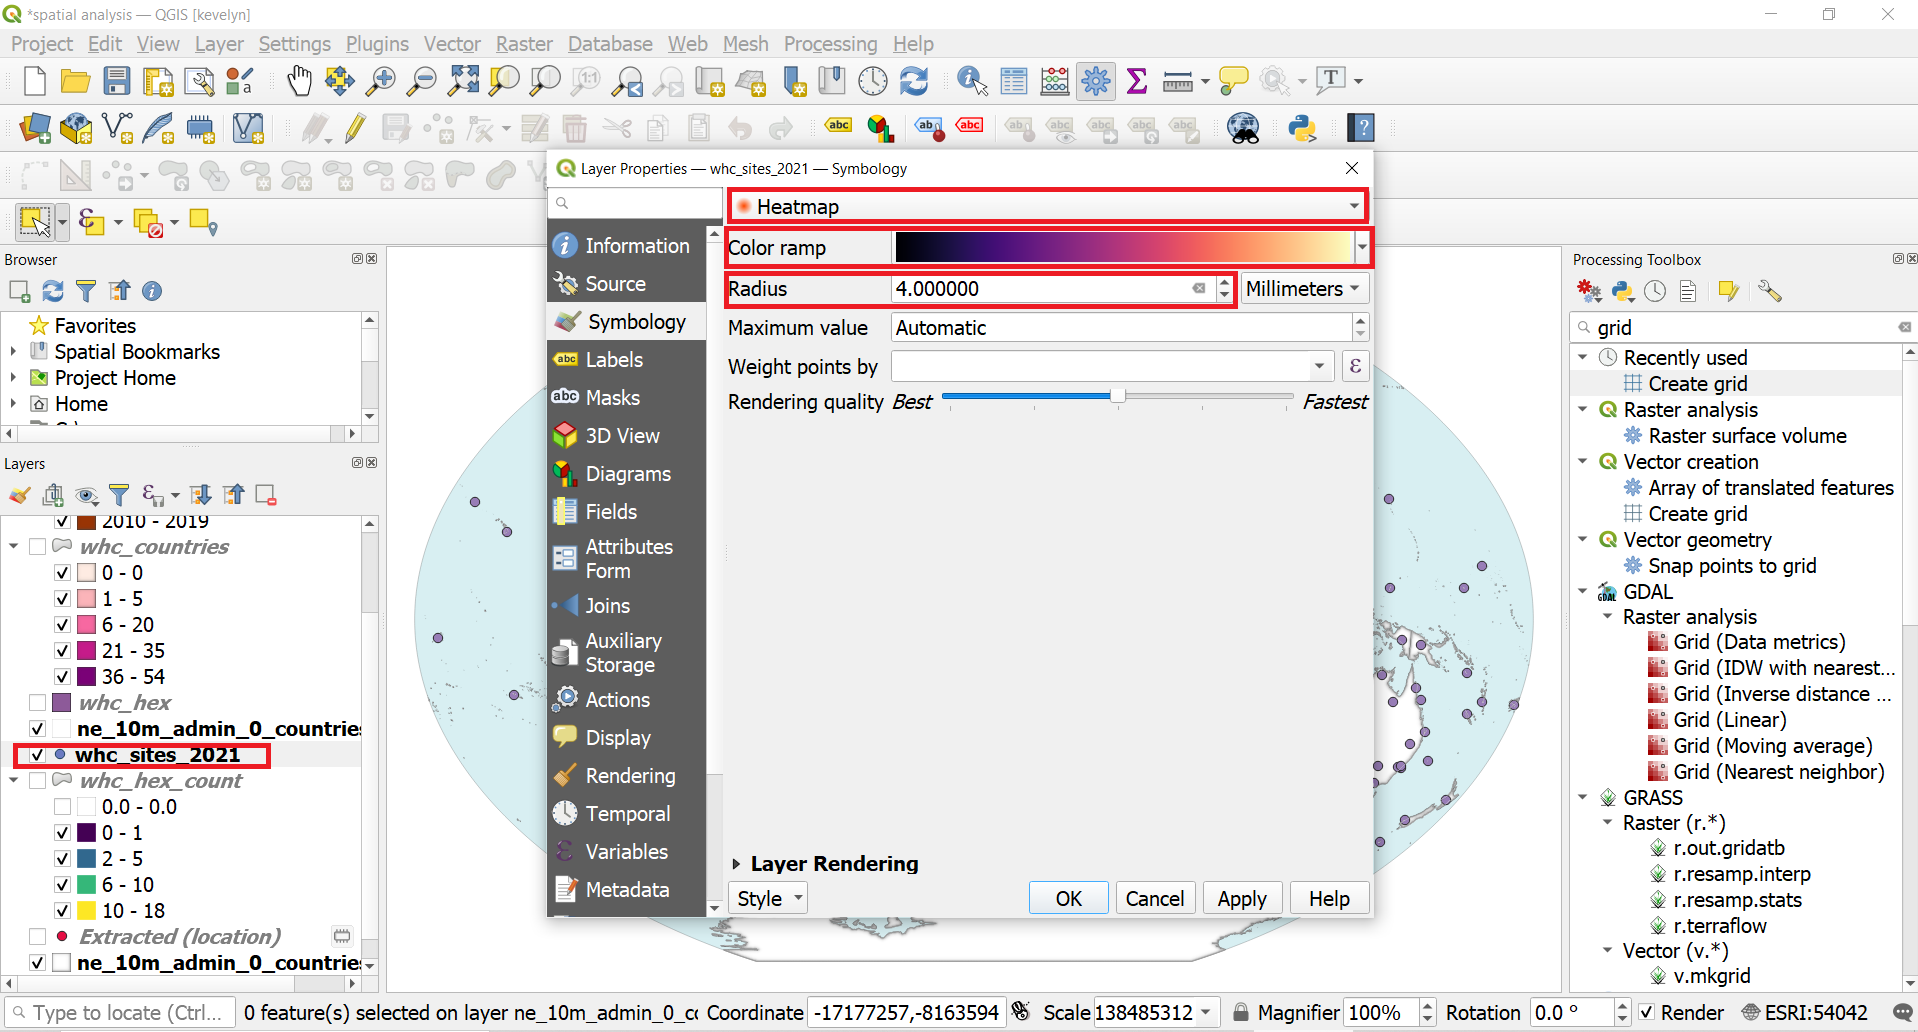 *spatial analysis — QGIS [kevelyn]
Project Edit View Layer Settings Plugins Vector Raster Database Web Mesh Processing Help
Layer Properties — whc_sites_2021 — Symbology
Heatmap
Color ramp
Radius 4.000000 Millimeters
Maximum value Automatic
Weight points by
Rendering quality Best Fastest
Layer Rendering
Style OK Cancel Apply Help
Information
Source
Symbology
Labels
Masks
3D View
Diagrams
Fields
Attributes
Form
Joins
Auxiliary
Storage
Actions
Display
Rendering
Temporal
Variables
Metadata
Browser
Favorites
Spatial Bookmarks
Project Home
Home
Layers
2010 - 2019
whc_countries
0 - 0
1 - 5
6 - 20
21 - 35
36 - 54
whc_hex
ne_10m_admin_0_countries
whc_sites_2021
whc_hex_count
0.0 - 0.0
0 - 1
2 - 5
6 - 10
10 - 18
Extracted (location)
ne_10m_admin_0_countries
Processing Toolbox
grid
Recently used
Create grid
Raster analysis
Raster surface volume
Vector creation
Array of translated features
Create grid
Vector geometry
Snap points to grid
GDAL
Raster analysis
Grid (Data metrics)
Grid (IDW with nearest...
Grid (Inverse distance ...
Grid (Linear)
Grid (Moving average)
Grid (Nearest neighbor)
GRASS
Raster (r.*)
r.out.gridatb
r.resamp.interp
r.resamp.stats
r.terraflow
Vector (v.*)
v.mkgrid
Type to locate (Ctrl... 0 feature(s) selected on layer ne_10m_admin_0_cc Coordinate -17177257,-8163594 Scale 138485312 Magnifier 100% Rotation 0.0 ° Render ESRI:54042